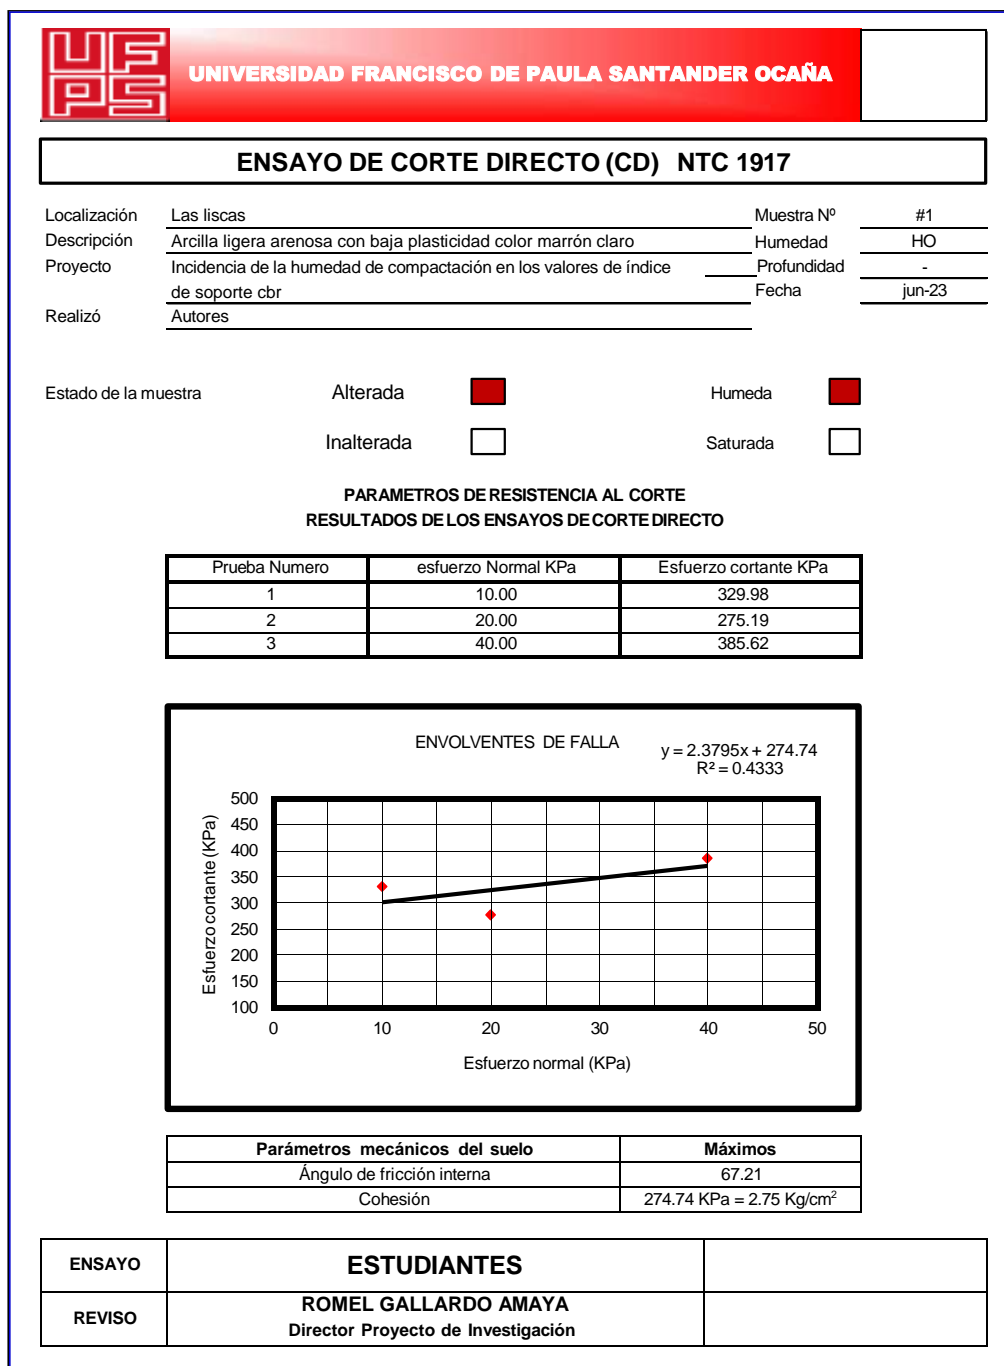 UFPS
UNIVERSIDAD FRANCISCO DE PAULA SANTANDER OCAÑA
ENSAYO DE CORTE DIRECTO (CD) NTC 1917
Localización Las liscas Muestra Nº #1
Descripción Arcilla ligera arenosa con baja plasticidad color marrón claro Humedad HO
Proyecto Incidencia de la humedad de compactación en los valores de índice Profundidad -
de soporte cbr Fecha jun-23
Realizó Autores
Estado de la muestra Alterada Humeda
Inalterada Saturada
PARAMETROS DE RESISTENCIA AL CORTE
RESULTADOS DE LOS ENSAYOS DE CORTE DIRECTO
Prueba Numero esfuerzo Normal KPa Esfuerzo cortante KPa
1 10.00 329.98
2 20.00 275.19
3 40.00 385.62
ENVOLVENTES DE FALLA
y = 2.3795x + 274.74
R² = 0.4333
Esfuerzo cortante (KPa)
500
450
400
350
300
250
200
150
100
0 10 20 30 40 50
Esfuerzo normal (KPa)
Parámetros mecánicos del suelo Máximos
Ángulo de fricción interna 67.21
Cohesión 274.74 KPa = 2.75 Kg/cm²
ENSAYO ESTUDIANTES
REVISO ROMEL GALLARDO AMAYA
Director Proyecto de Investigación